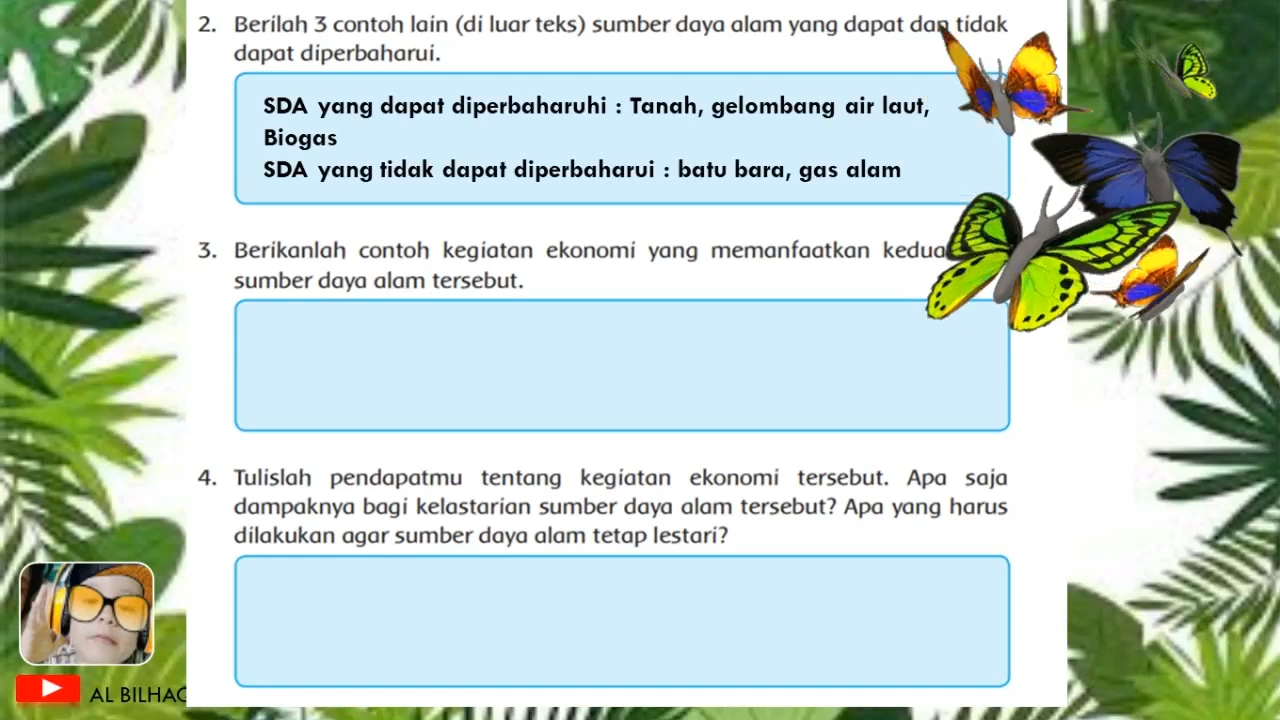 2. Berilah 3 contoh lain (di luar teks) sumber daya alam yang dapat dan tidak
dapat diperbaharui.
SDA yang dapat diperbaharuhi : Tanah, gelombang air laut,
Biogas
SDA yang tidak dapat diperbaharui : batu bara, gas alam
3. Berikanlah contoh kegiatan ekonomi yang memanfaatkan kedua
sumber daya alam tersebut.
4. Tulislah pendapatmu tentang kegiatan ekonomi tersebut. Apa saja
dampaknya bagi kelastarian sumber daya alam tersebut? Apa yang harus
dilakukan agar sumber daya alam tetap lestari?
AL BILHAQ